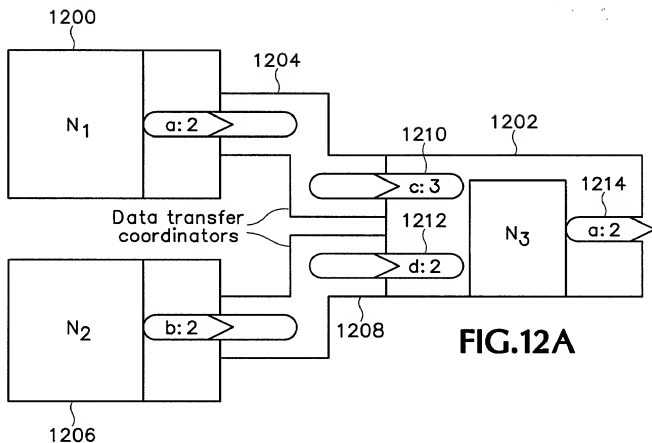 1200
1204
N1
a:2
1210
1202
c:3
1214
Data transfer
coordinators
1212
N3
a:2
d:2
N2
b:2
1208
FIG.12A
1206